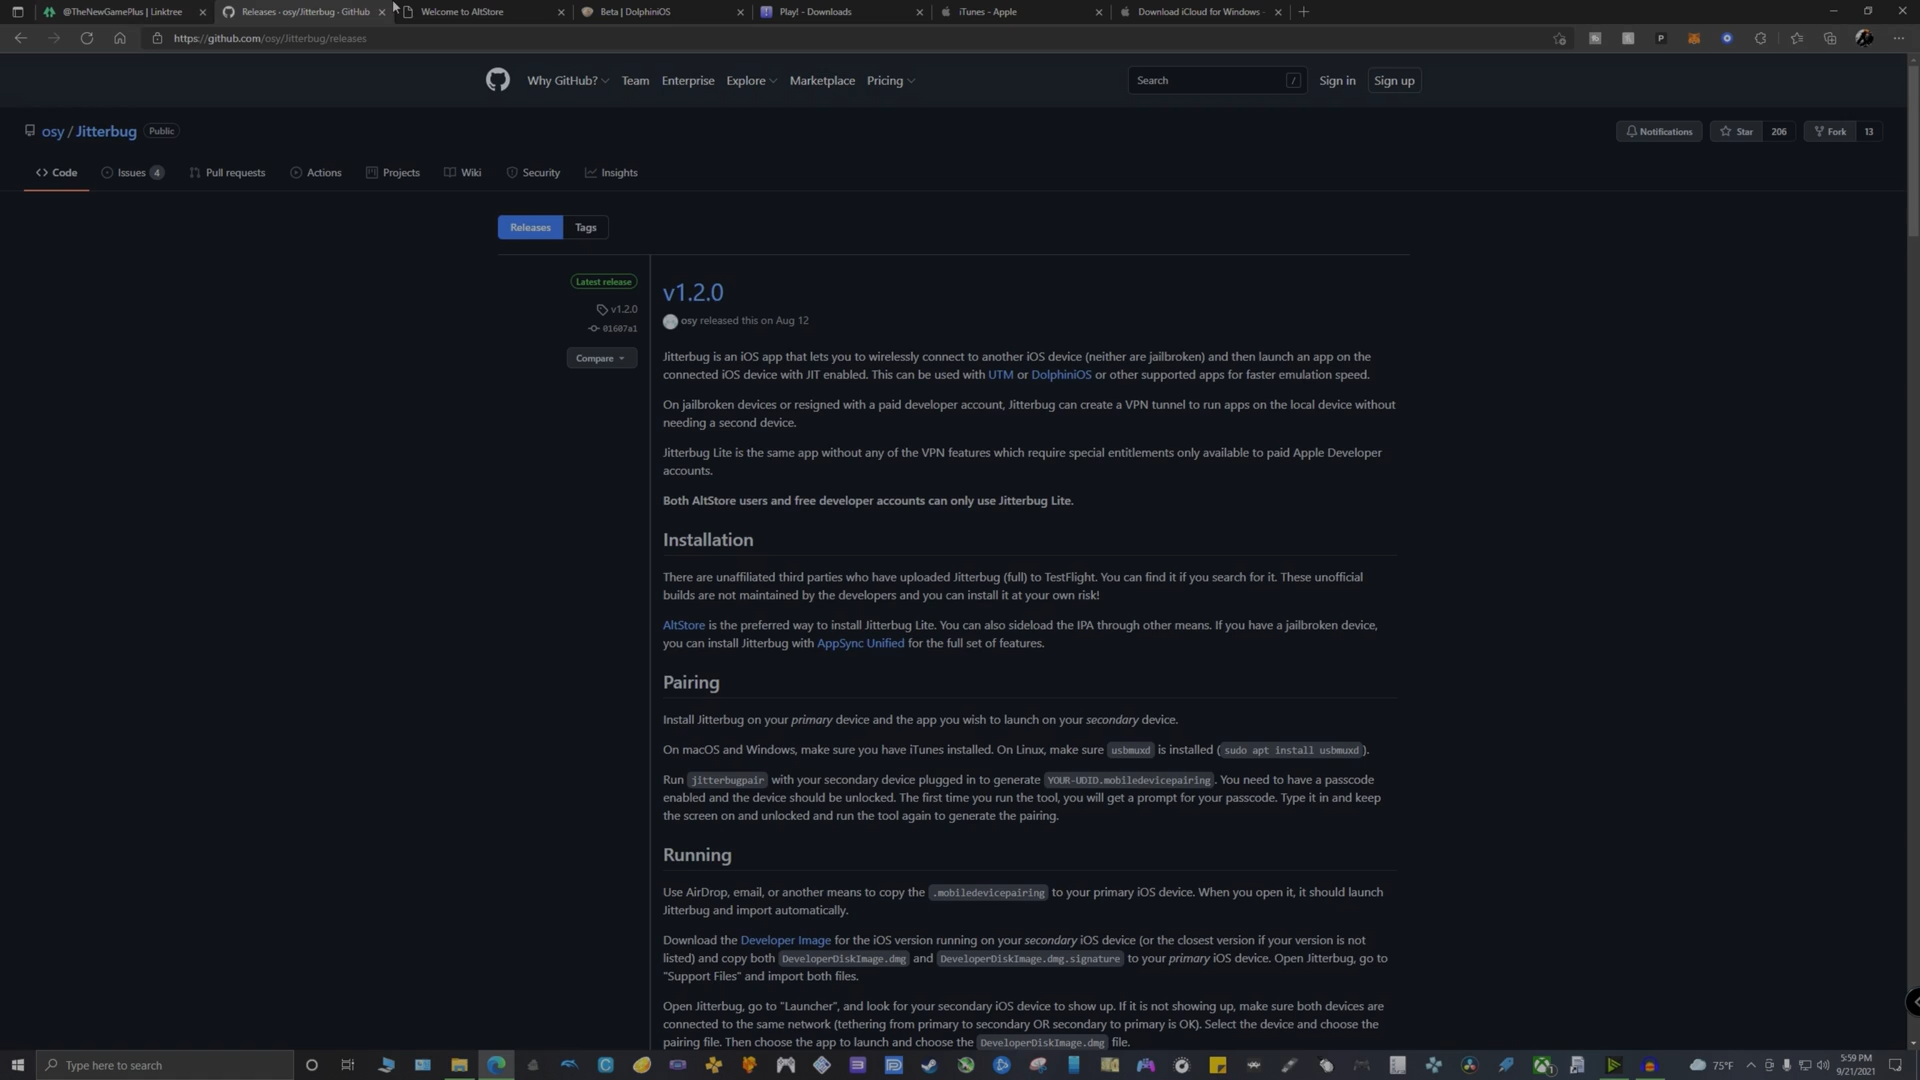 @TheNewGamePlus | Linktree
Releases · osy/Jitterbug · GitHub
Welcome to AltStore
Beta | DolphiniOS
Play! - Downloads
iTunes - Apple
Download iCloud for Windows -
https://github.com/osy/Jitterbug/releases
Why GitHub?
Team
Enterprise
Explore
Marketplace
Pricing
Search
/
Sign in
Sign up
osy / Jitterbug
Public
Notifications
Star
206
Fork
13
Code
Issues 4
Pull requests
Actions
Projects
Wiki
Security
Insights
Releases
Tags
Latest release
v1.2.0
01607a1
Compare
v1.2.0
osy released this on Aug 12
Jitterbug is an iOS app that lets you to wirelessly connect to another iOS device (neither are jailbroken) and then launch an app on the
connected iOS device with JIT enabled. This can be used with UTM or DolphiniOS or other supported apps for faster emulation speed.
On jailbroken devices or resigned with a paid developer account, Jitterbug can create a VPN tunnel to run apps on the local device without
needing a second device.
Jitterbug Lite is the same app without any of the VPN features which require special entitlements only available to paid Apple Developer
accounts.
Both AltStore users and free developer accounts can only use Jitterbug Lite.
Installation
There are unaffiliated third parties who have uploaded Jitterbug (full) to TestFlight. You can find it if you search for it. These unofficial
builds are not maintained by the developers and you can install it at your own risk!
AltStore is the preferred way to install Jitterbug Lite. You can also sideload the IPA through other means. If you have a jailbroken device,
you can install Jitterbug with AppSync Unified for the full set of features.
Pairing
Install Jitterbug on your primary device and the app you wish to launch on your secondary device.
On macOS and Windows, make sure you have iTunes installed. On Linux, make sure usbmuxd is installed ( sudo apt install usbmuxd ).
Run jitterbugpair with your secondary device plugged in to generate YOUR-UDID.mobiledevicepairing . You need to have a passcode
enabled and the device should be unlocked. The first time you run the tool, you will get a prompt for your passcode. Type it in and keep
the screen on and unlocked and run the tool again to generate the pairing.
Running
Use AirDrop, email, or another means to copy the .mobiledevicepairing to your primary iOS device. When you open it, it should launch
Jitterbug and import automatically.
Download the Developer Image for the iOS version running on your secondary iOS device (or the closest version if your version is not
listed) and copy both DeveloperDiskImage.dmg and DeveloperDiskImage.dmg.signature to your primary iOS device. Open Jitterbug, go to
"Support Files" and import both files.
Open Jitterbug, go to "Launcher", and look for your secondary iOS device to show up. If it is not showing up, make sure both devices are
connected to the same network (tethering from primary to secondary OR secondary to primary is OK). Select the device and choose the
pairing file. Then choose the app to launch and choose the DeveloperDiskImage.dmg file.
Type here to search
75°F
5:59 PM
9/21/2021